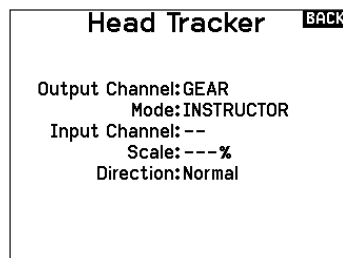 Head Tracker BACK
Output Channel:GEAR
Mode:INSTRUCTOR
Input Channel:--
Scale:---%
Direction:Normal